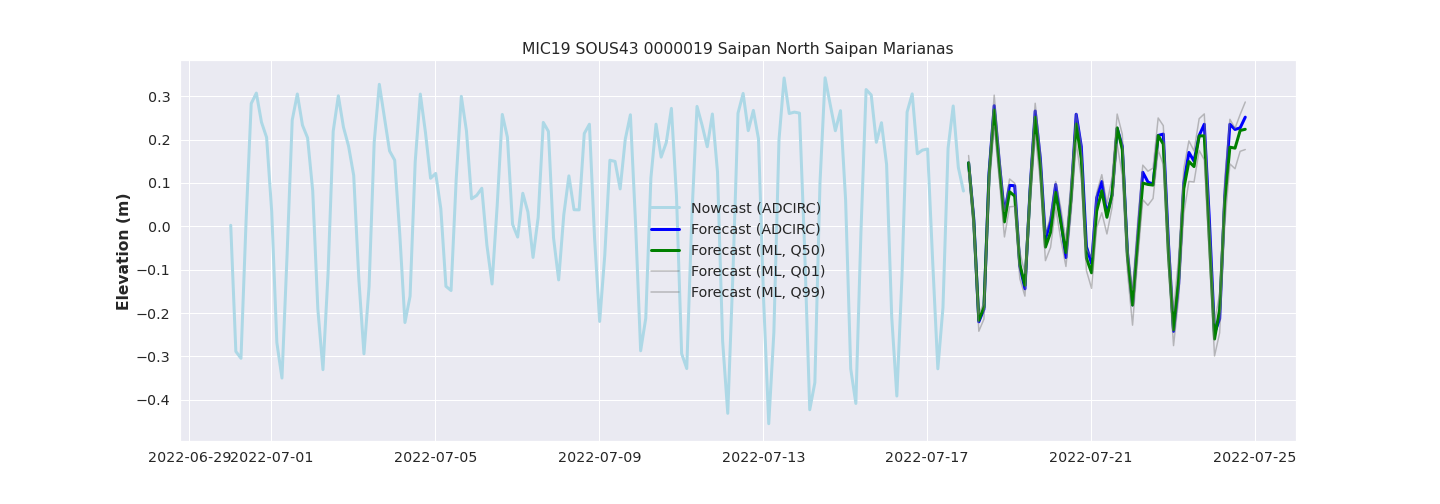 MIC19 SOUS43 0000019 Saipan North Saipan Marianas
Elevation (m)
0.3
0.2
0.1
0.0
−0.1
−0.2
−0.3
−0.4
Nowcast (ADCIRC)
Forecast (ADCIRC)
Forecast (ML, Q50)
Forecast (ML, Q01)
Forecast (ML, Q99)
2022-06-29 2022-07-01 2022-07-05 2022-07-09 2022-07-13 2022-07-17 2022-07-21 2022-07-25